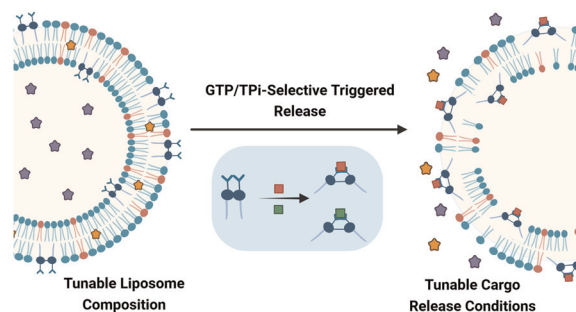 GTP/TPi-Selective Triggered
Release
Tunable Liposome
Composition
Tunable Cargo
Release Conditions